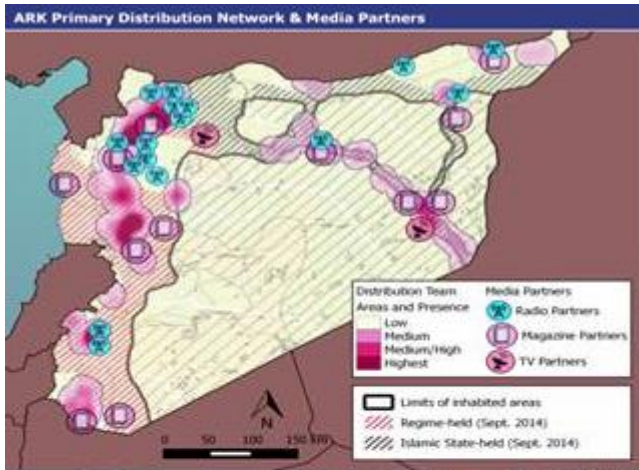 ARK Primary Distribution Network & Media Partners
Distribution Team
Areas and Presence
Low
Medium
Medium/High
Highest
Media Partners
Radio Partners
Magazine Partners
TV Partners
Limits of inhabited areas
Regime-held (Sept. 2014)
Islamic State-held (Sept. 2014)
N
0 50 100 150 km